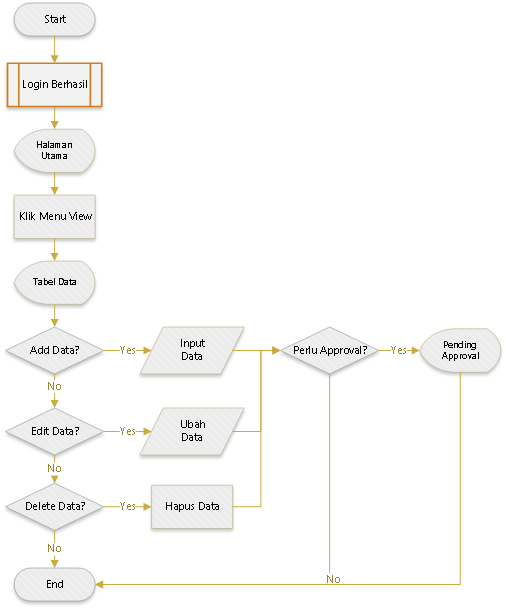 Start
Login Berhasil
Halaman
Utama
Klik Menu View
Tabel Data
Add Data?
Yes
Input
Data
Perlu Approval?
Yes
Pending
Approval
No
Edit Data?
Yes
Ubah
Data
No
Delete Data?
Yes
Hapus Data
No
No
End